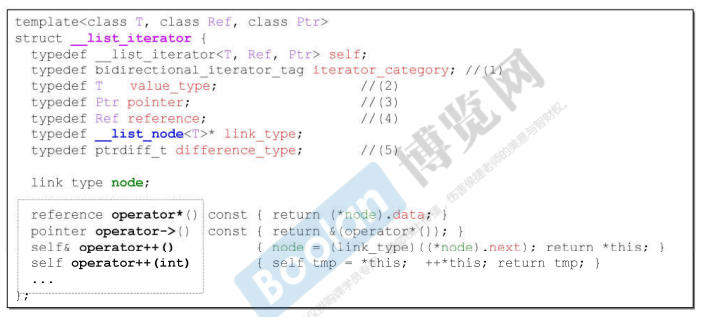 template<class T, class Ref, class Ptr>
struct __list_iterator {
typedef __list_iterator<T, Ref, Ptr> self;
typedef bidirectional_iterator_tag iterator_category; //(1)
typedef T value_type; //(2)
typedef Ptr pointer; //(3)
typedef Ref reference; //(4)
typedef __list_node<T>* link_type;
typedef ptrdiff_t difference_type; //(5)
link type node;
reference operator*() const { return (*node).data; }
pointer operator->() const { return &(operator*()); }
self& operator++() { node = (link_type)((*node).next); return *this; }
self operator++(int) { self tmp = *this; ++*this; return tmp; }
...
};
Boolan
博览网